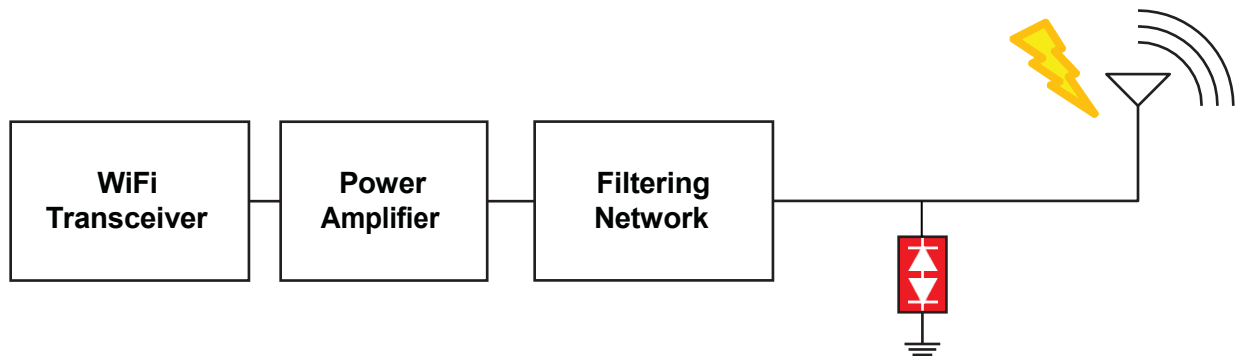 WiFi
Transceiver
Power
Amplifier
Filtering
Network